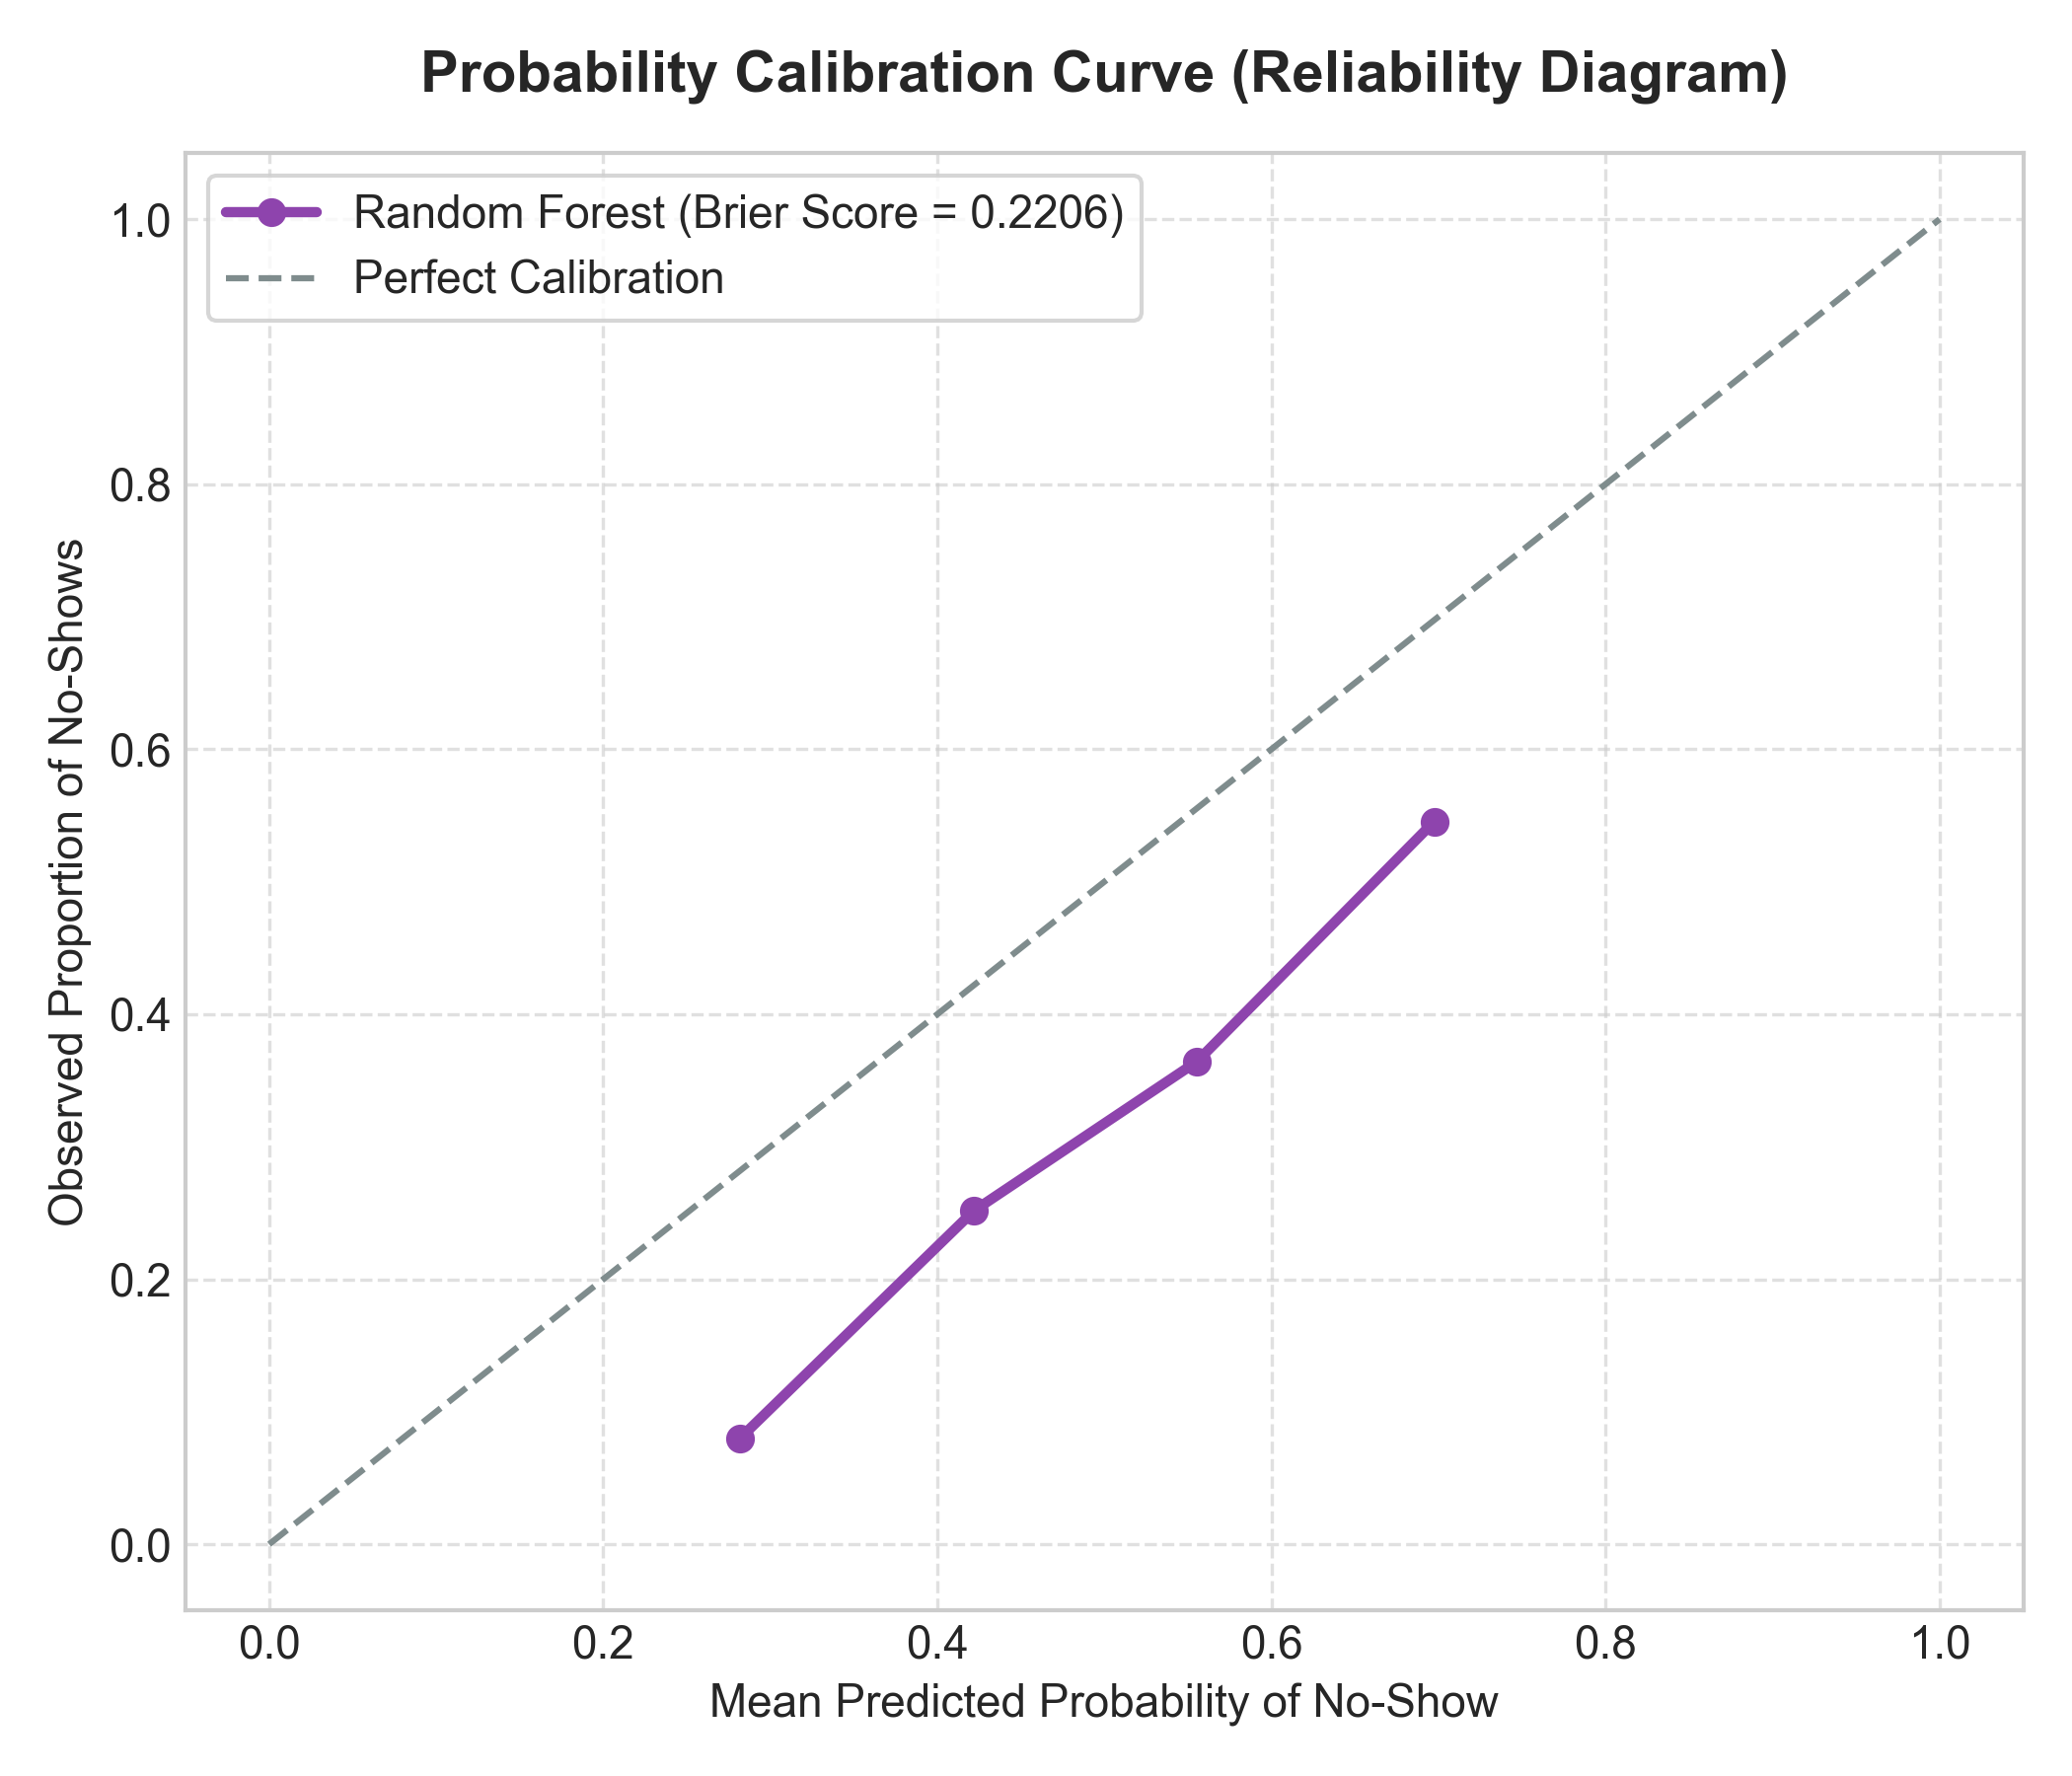 Probability Calibration Curve (Reliability Diagram)
Random Forest (Brier Score = 0.2206)
Perfect Calibration
1.0
0.8
0.6
0.4
0.2
0.0
Observed Proportion of No-Shows
0.0 0.2 0.4 0.6 0.8 1.0
Mean Predicted Probability of No-Show